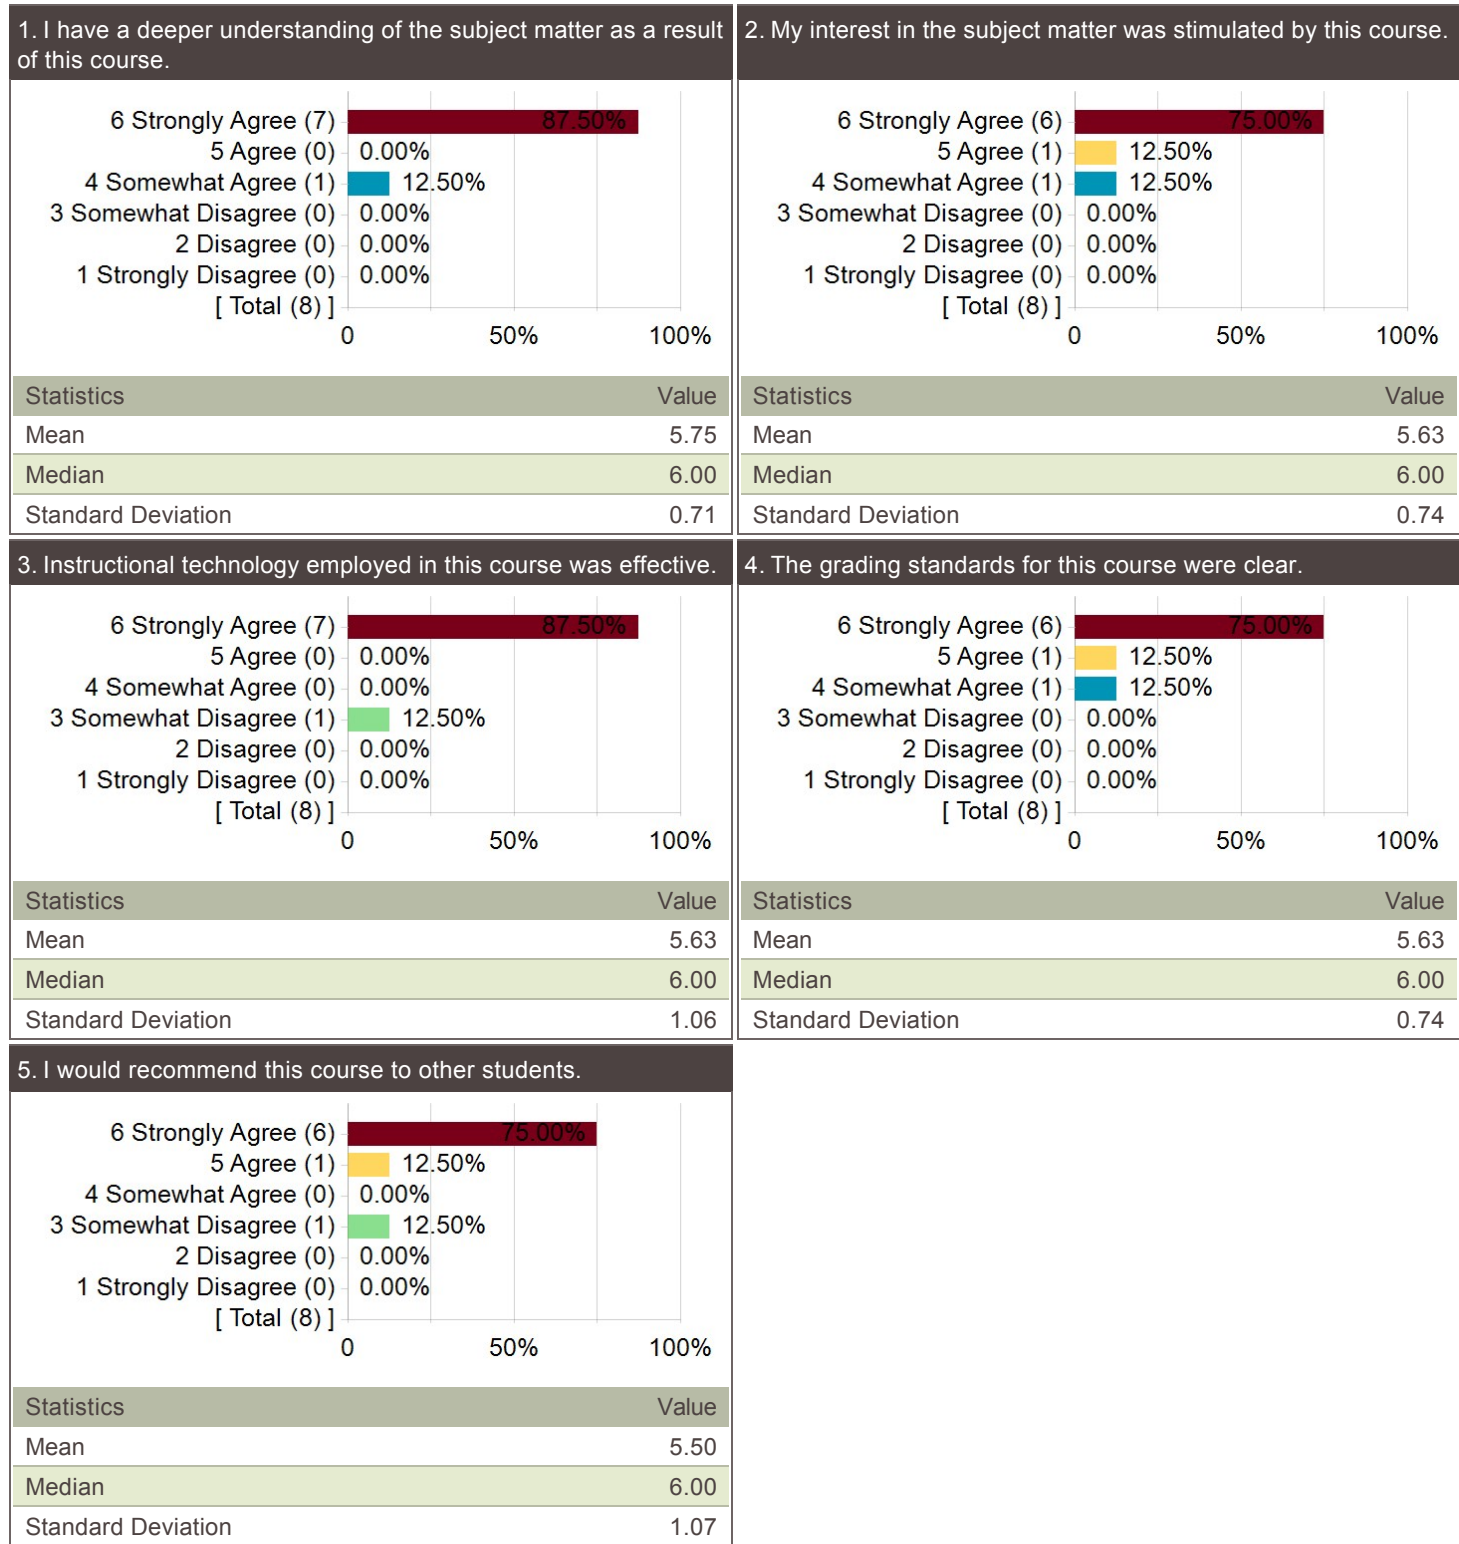 1. I have a deeper understanding of the subject matter as a result
of this course.
6 Strongly Agree (7) 87.50%
5 Agree (0) 0.00%
4 Somewhat Agree (1) 12.50%
3 Somewhat Disagree (0) 0.00%
2 Disagree (0) 0.00%
1 Strongly Disagree (0) 0.00%
[ Total (8) ]
0 50% 100%
Statistics Value
Mean 5.75
Median 6.00
Standard Deviation 0.71
2. My interest in the subject matter was stimulated by this course.
6 Strongly Agree (6) 75.00%
5 Agree (1) 12.50%
4 Somewhat Agree (1) 12.50%
3 Somewhat Disagree (0) 0.00%
2 Disagree (0) 0.00%
1 Strongly Disagree (0) 0.00%
[ Total (8) ]
0 50% 100%
Statistics Value
Mean 5.63
Median 6.00
Standard Deviation 0.74
3. Instructional technology employed in this course was effective.
6 Strongly Agree (7) 87.50%
5 Agree (0) 0.00%
4 Somewhat Agree (0) 0.00%
3 Somewhat Disagree (1) 12.50%
2 Disagree (0) 0.00%
1 Strongly Disagree (0) 0.00%
[ Total (8) ]
0 50% 100%
Statistics Value
Mean 5.63
Median 6.00
Standard Deviation 1.06
4. The grading standards for this course were clear.
6 Strongly Agree (6) 75.00%
5 Agree (1) 12.50%
4 Somewhat Agree (1) 12.50%
3 Somewhat Disagree (0) 0.00%
2 Disagree (0) 0.00%
1 Strongly Disagree (0) 0.00%
[ Total (8) ]
0 50% 100%
Statistics Value
Mean 5.63
Median 6.00
Standard Deviation 0.74
5. I would recommend this course to other students.
6 Strongly Agree (6) 75.00%
5 Agree (1) 12.50%
4 Somewhat Agree (0) 0.00%
3 Somewhat Disagree (1) 12.50%
2 Disagree (0) 0.00%
1 Strongly Disagree (0) 0.00%
[ Total (8) ]
0 50% 100%
Statistics Value
Mean 5.50
Median 6.00
Standard Deviation 1.07